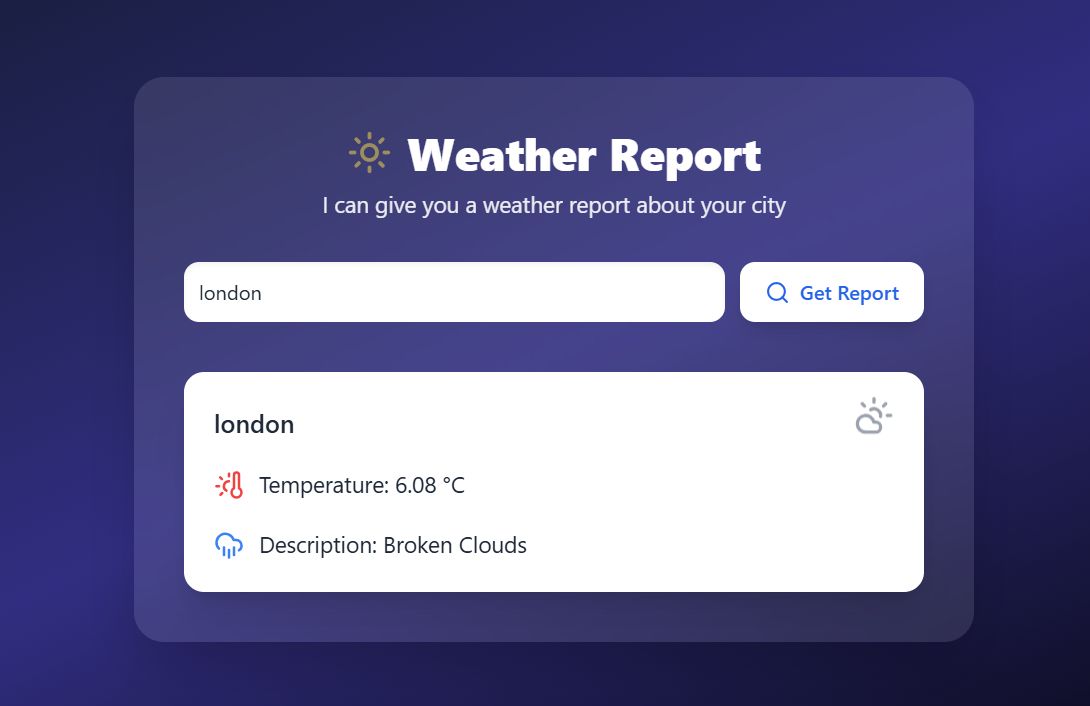 Weather Report
I can give you a weather report about your city
london
Get Report
london
Temperature: 6.08 °C
Description: Broken Clouds